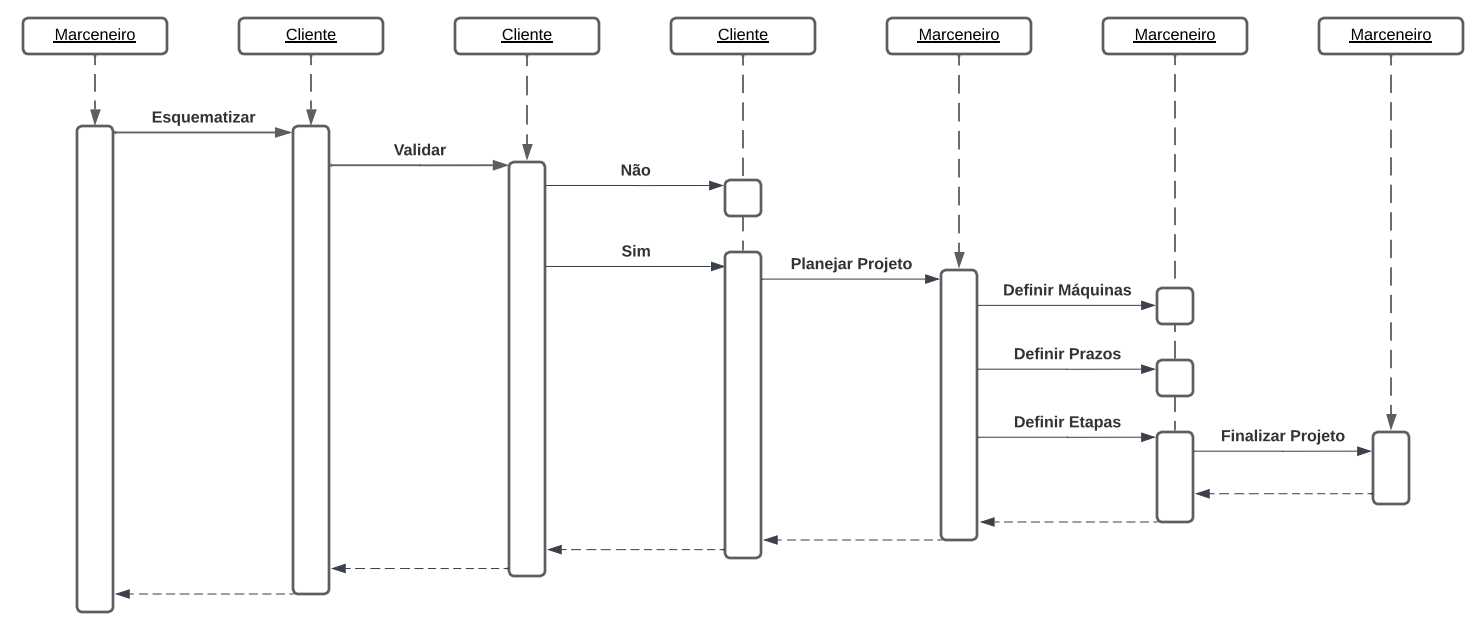 Marceneiro
Cliente
Cliente
Cliente
Marceneiro
Marceneiro
Marceneiro
Esquematizar
Validar
Não
Sim
Planejar Projeto
Definir Máquinas
Definir Prazos
Definir Etapas
Finalizar Projeto